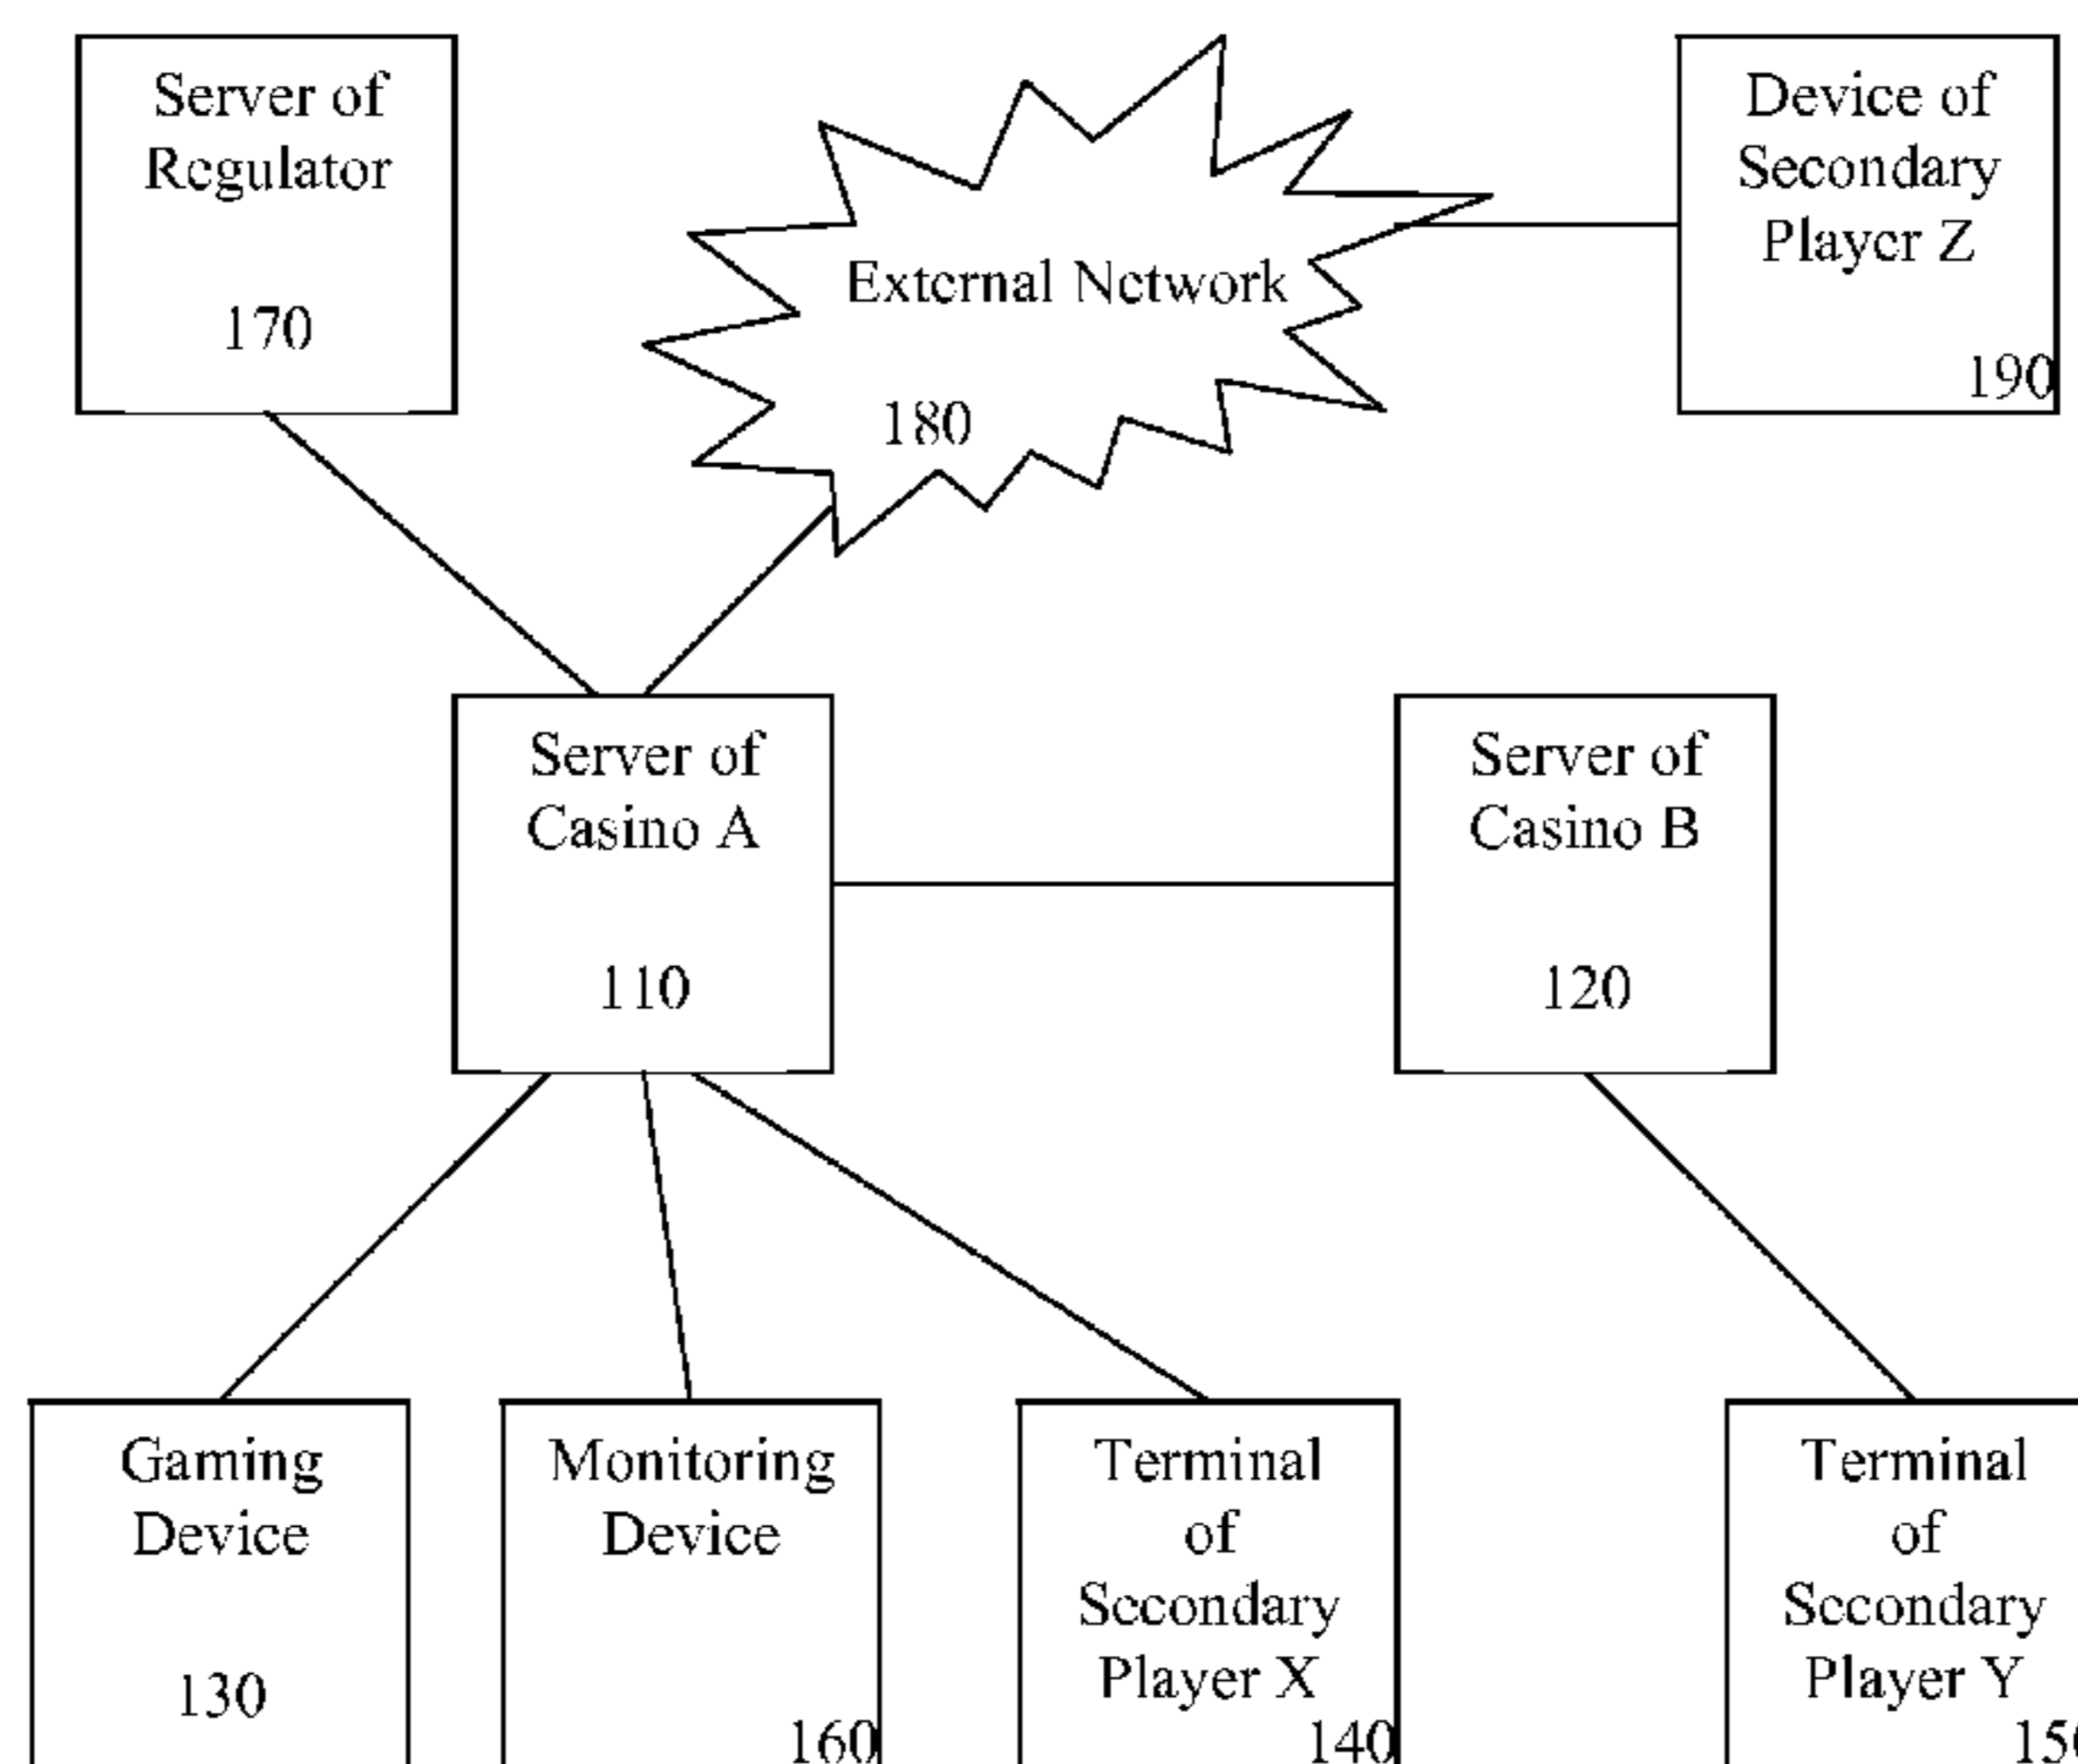 Server of
Regulator
170
External Network
180
Device of
Secondary
Player Z
190
Server of
Casino A
110
Server of
Casino B
120
Gaming
Device
130
Monitoring
Device
160
Terminal
of
Secondary
Player X
140
Terminal
of
Secondary
Player Y
150